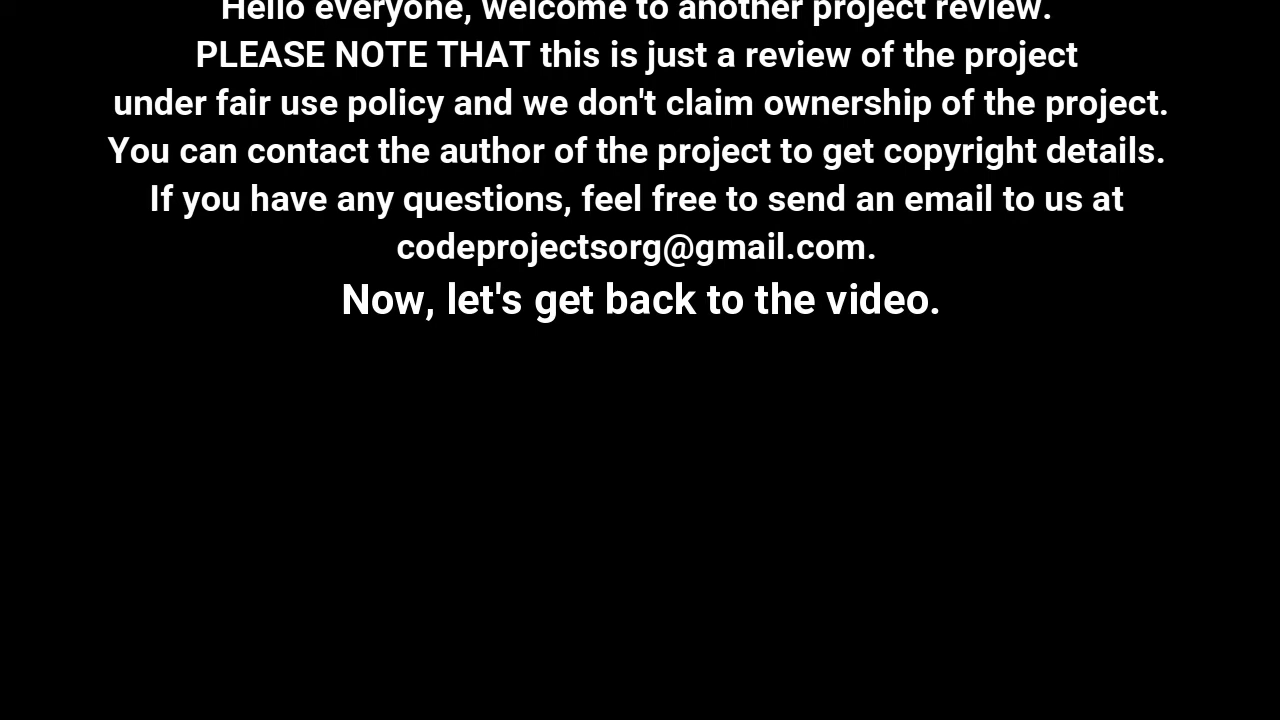 Hello everyone, welcome to another project review.
PLEASE NOTE THAT this is just a review of the project
under fair use policy and we don't claim ownership of the project.
You can contact the author of the project to get copyright details.
If you have any questions, feel free to send an email to us at
codeprojectsorg@gmail.com.
Now, let's get back to the video.